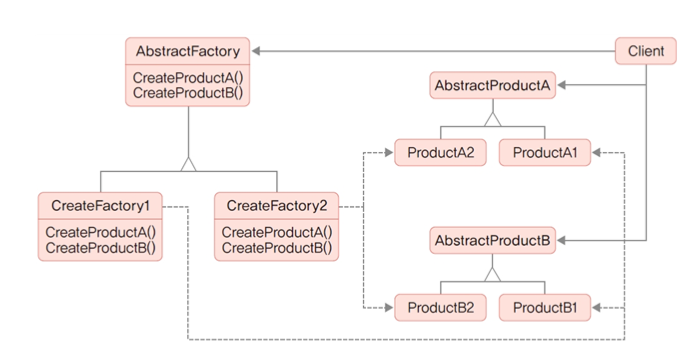 AbstractFactory
CreateProductA()
CreateProductB()
Client
AbstractProductA
ProductA2
ProductA1
CreateFactory1
CreateProductA()
CreateProductB()
CreateFactory2
CreateProductA()
CreateProductB()
AbstractProductB
ProductB2
ProductB1